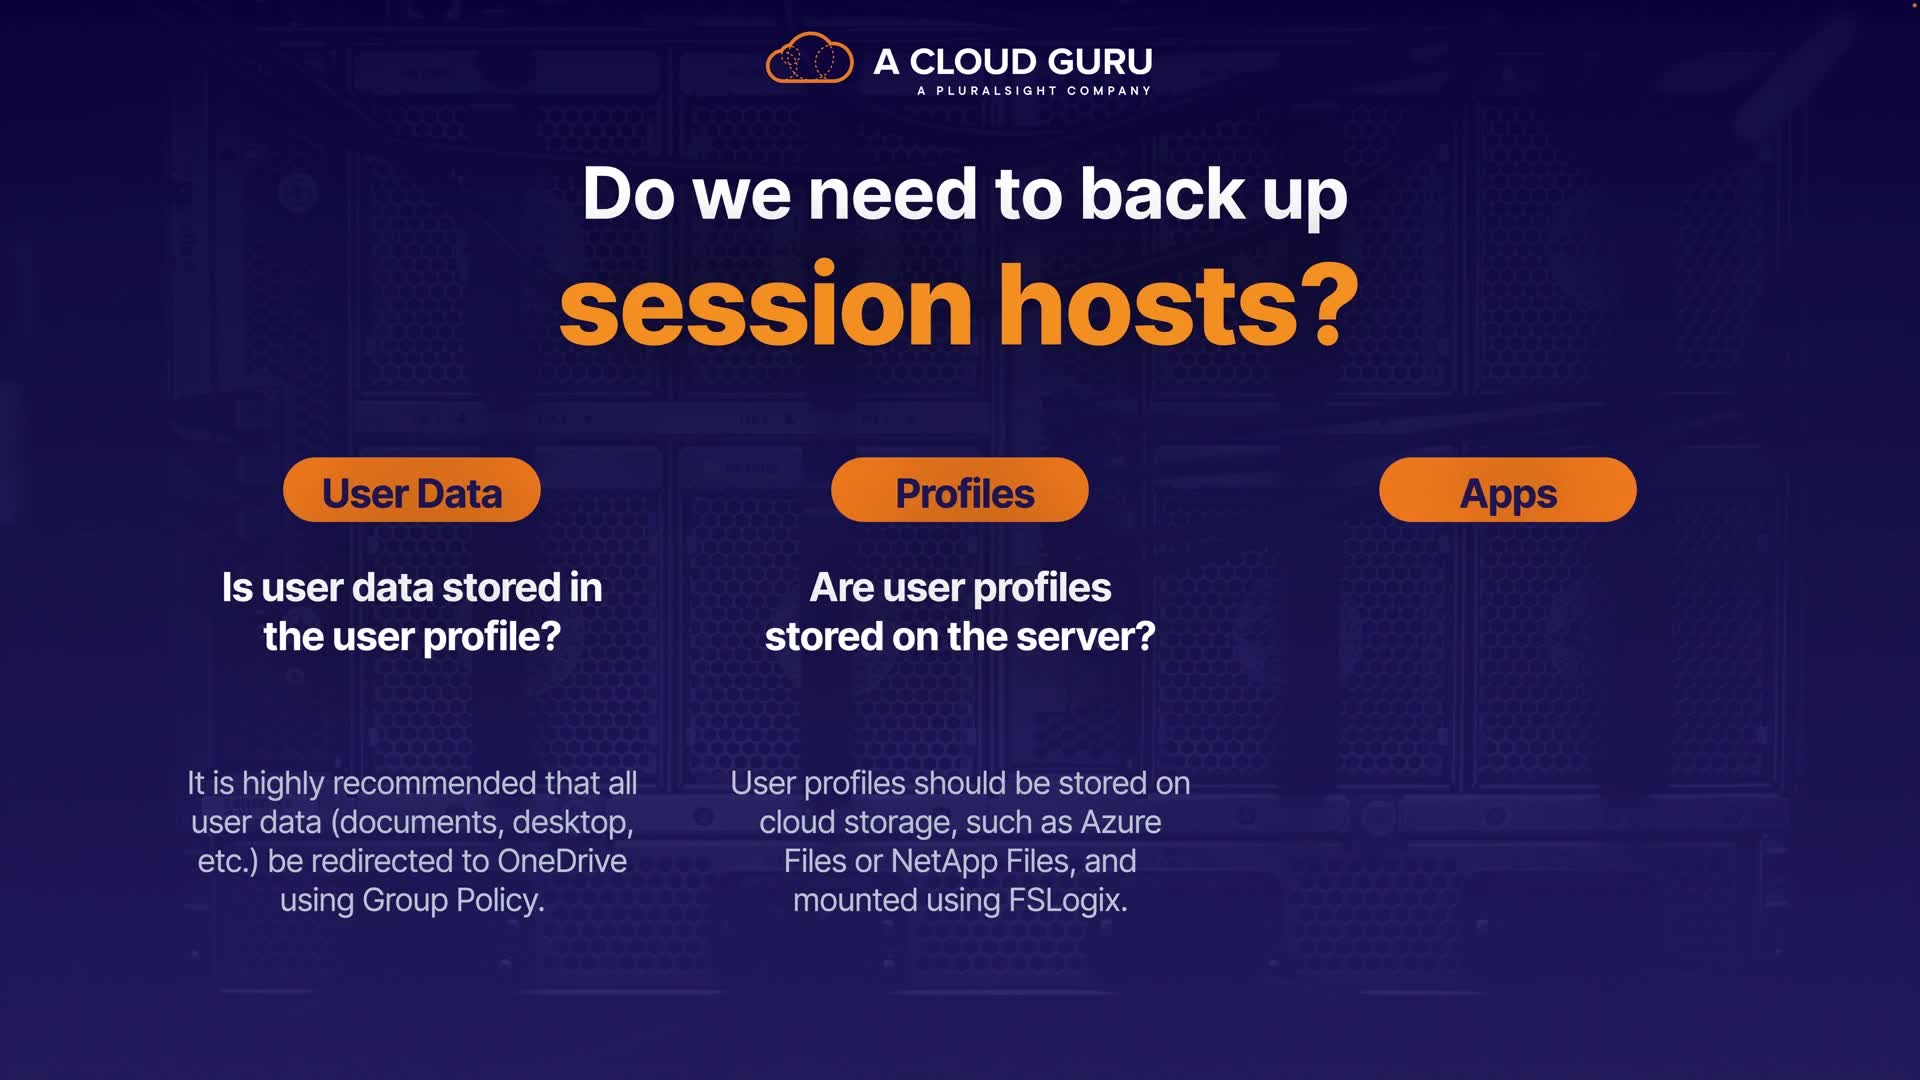 A CLOUD GURU
A PLURALSIGHT COMPANY
Do we need to back up
session hosts?
User Data
Is user data stored in
the user profile?
It is highly recommended that all
user data (documents, desktop,
etc.) be redirected to OneDrive
using Group Policy.
Profiles
Are user profiles
stored on the server?
User profiles should be stored on
cloud storage, such as Azure
Files or NetApp Files, and
mounted using FSLogix.
Apps